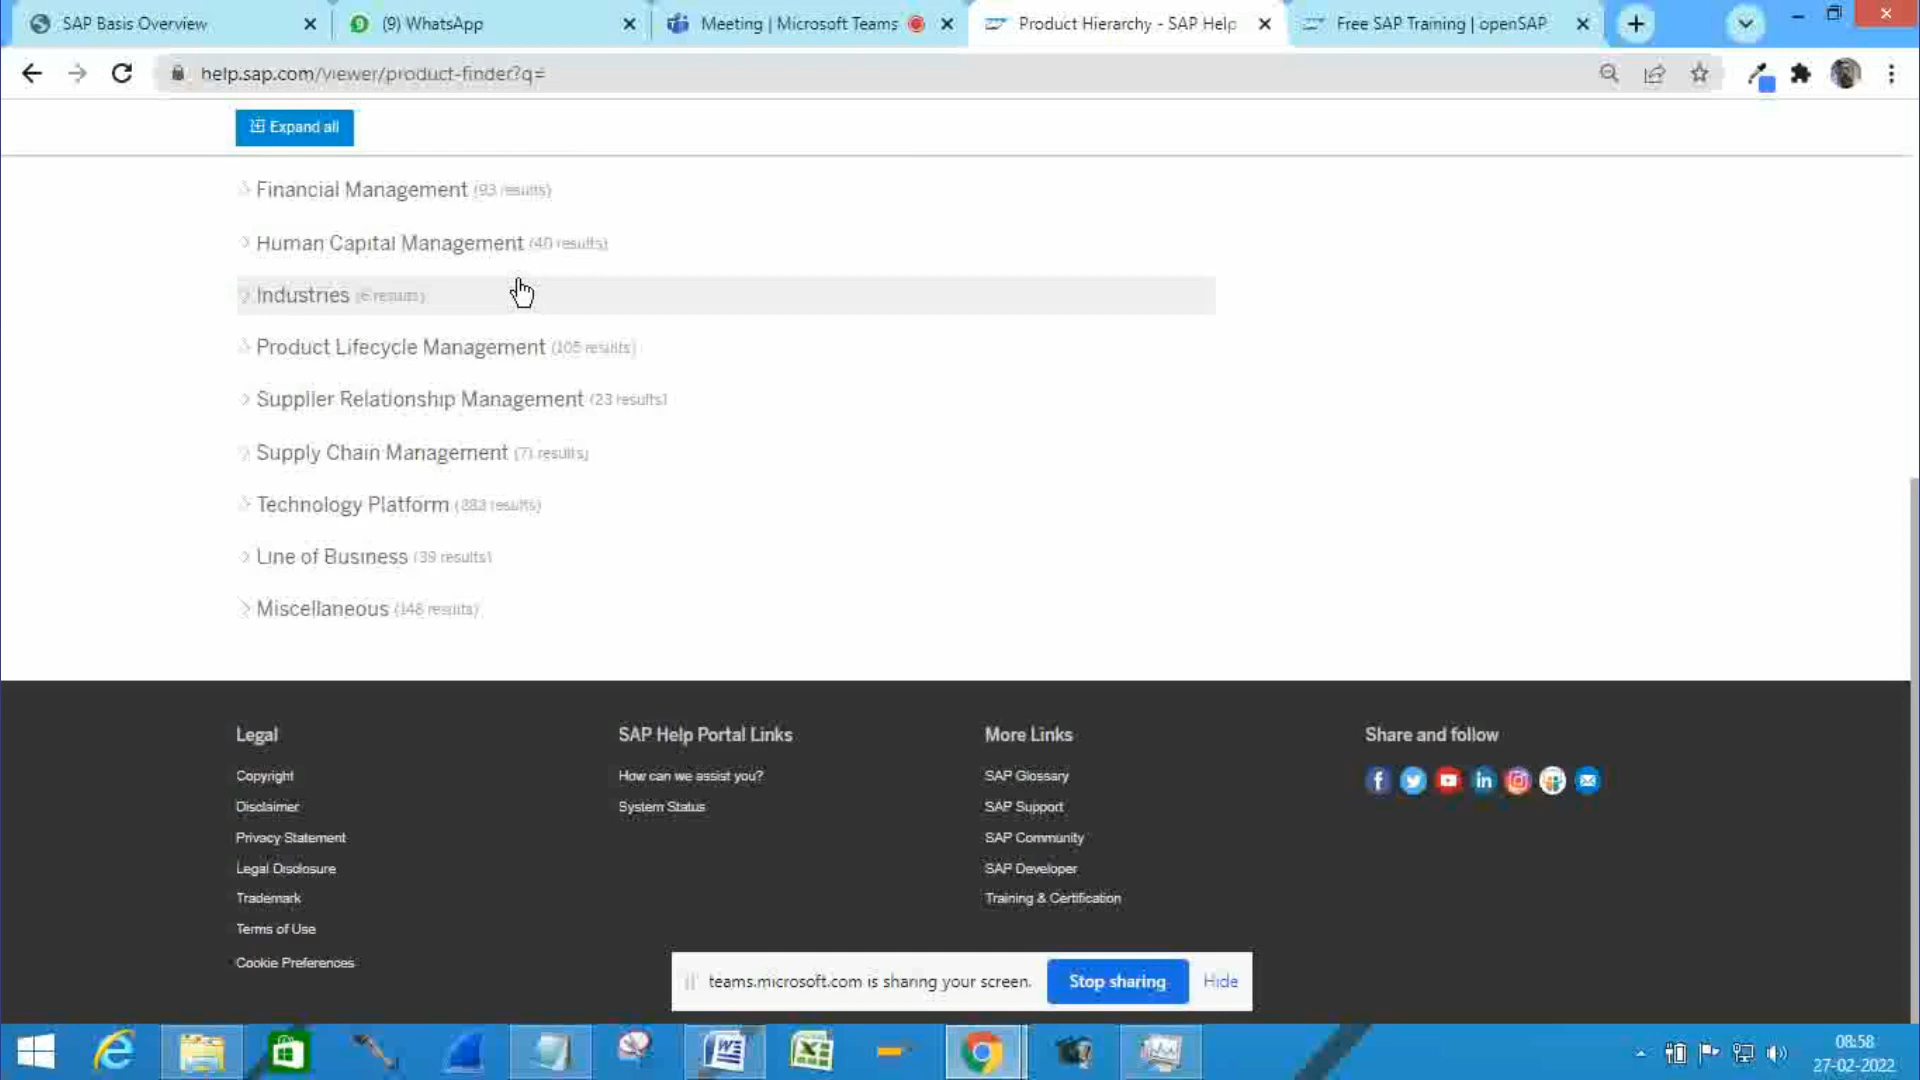 SAP Basis Overview
(9) WhatsApp
Meeting | Microsoft Teams
Product Hierarchy - SAP Help
Free SAP Training | openSAP
help.sap.com/viewer/product-finder?q=
Expand all
Financial Management (93 results)
Human Capital Management (40 results)
Industries (6 results)
Product Lifecycle Management (105 results)
Supplier Relationship Management (23 results)
Supply Chain Management (71 results)
Technology Platform
Line of Business (39 results)
Miscellaneous (148 results)
Legal
Copyright
Disclaimer
Privacy Statement
Legal Disclosure
Trademark
Terms of Use
Cookie Preferences
SAP Help Portal Links
How can we assist you?
System Status
More Links
SAP Glossary
SAP Support
SAP Community
SAP Developer
Training & Certification
Share and follow
teams.microsoft.com is sharing your screen.
Stop sharing
Hide
08:58
27-02-2022